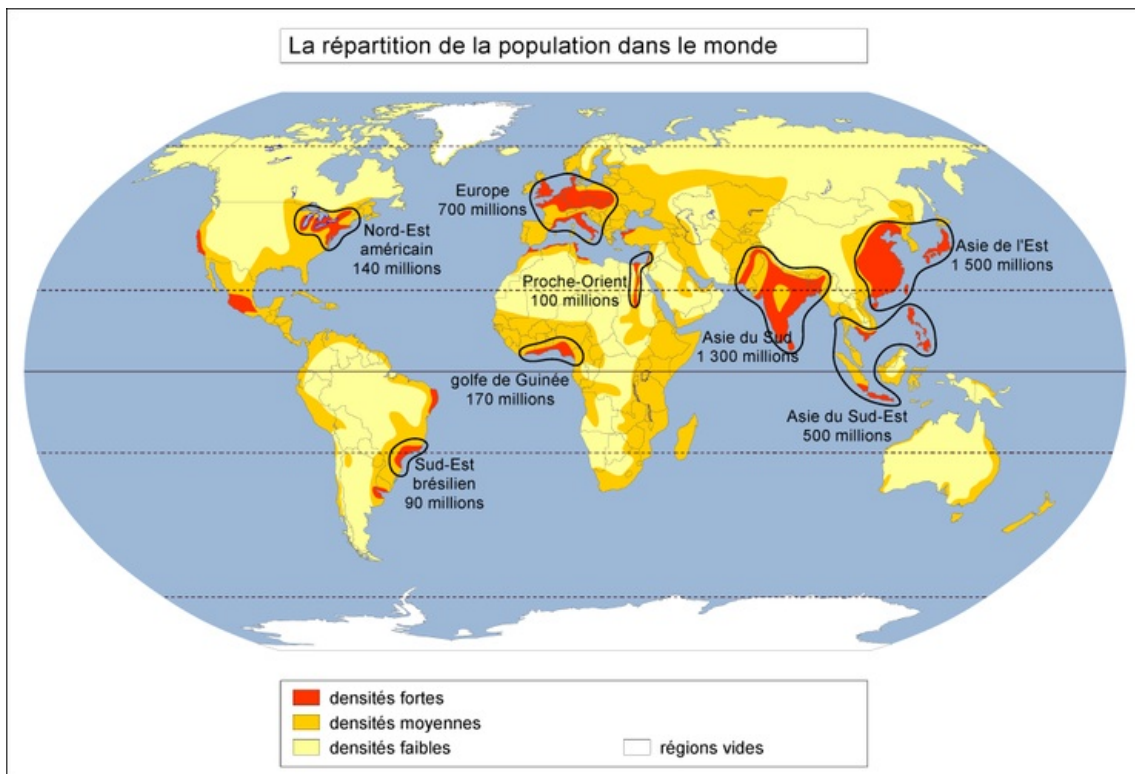 La répartition de la population dans le monde
Europe
700 millions
Nord-Est
américain
140 millions
Asie de l'Est
1 500 millions
Proche-Orient
100 millions
Asie du Sud
1 300 millions
golfe de Guinée
170 millions
Asie du Sud-Est
500 millions
Sud-Est
brésilien
90 millions
densités fortes
densités moyennes
densités faibles
régions vides